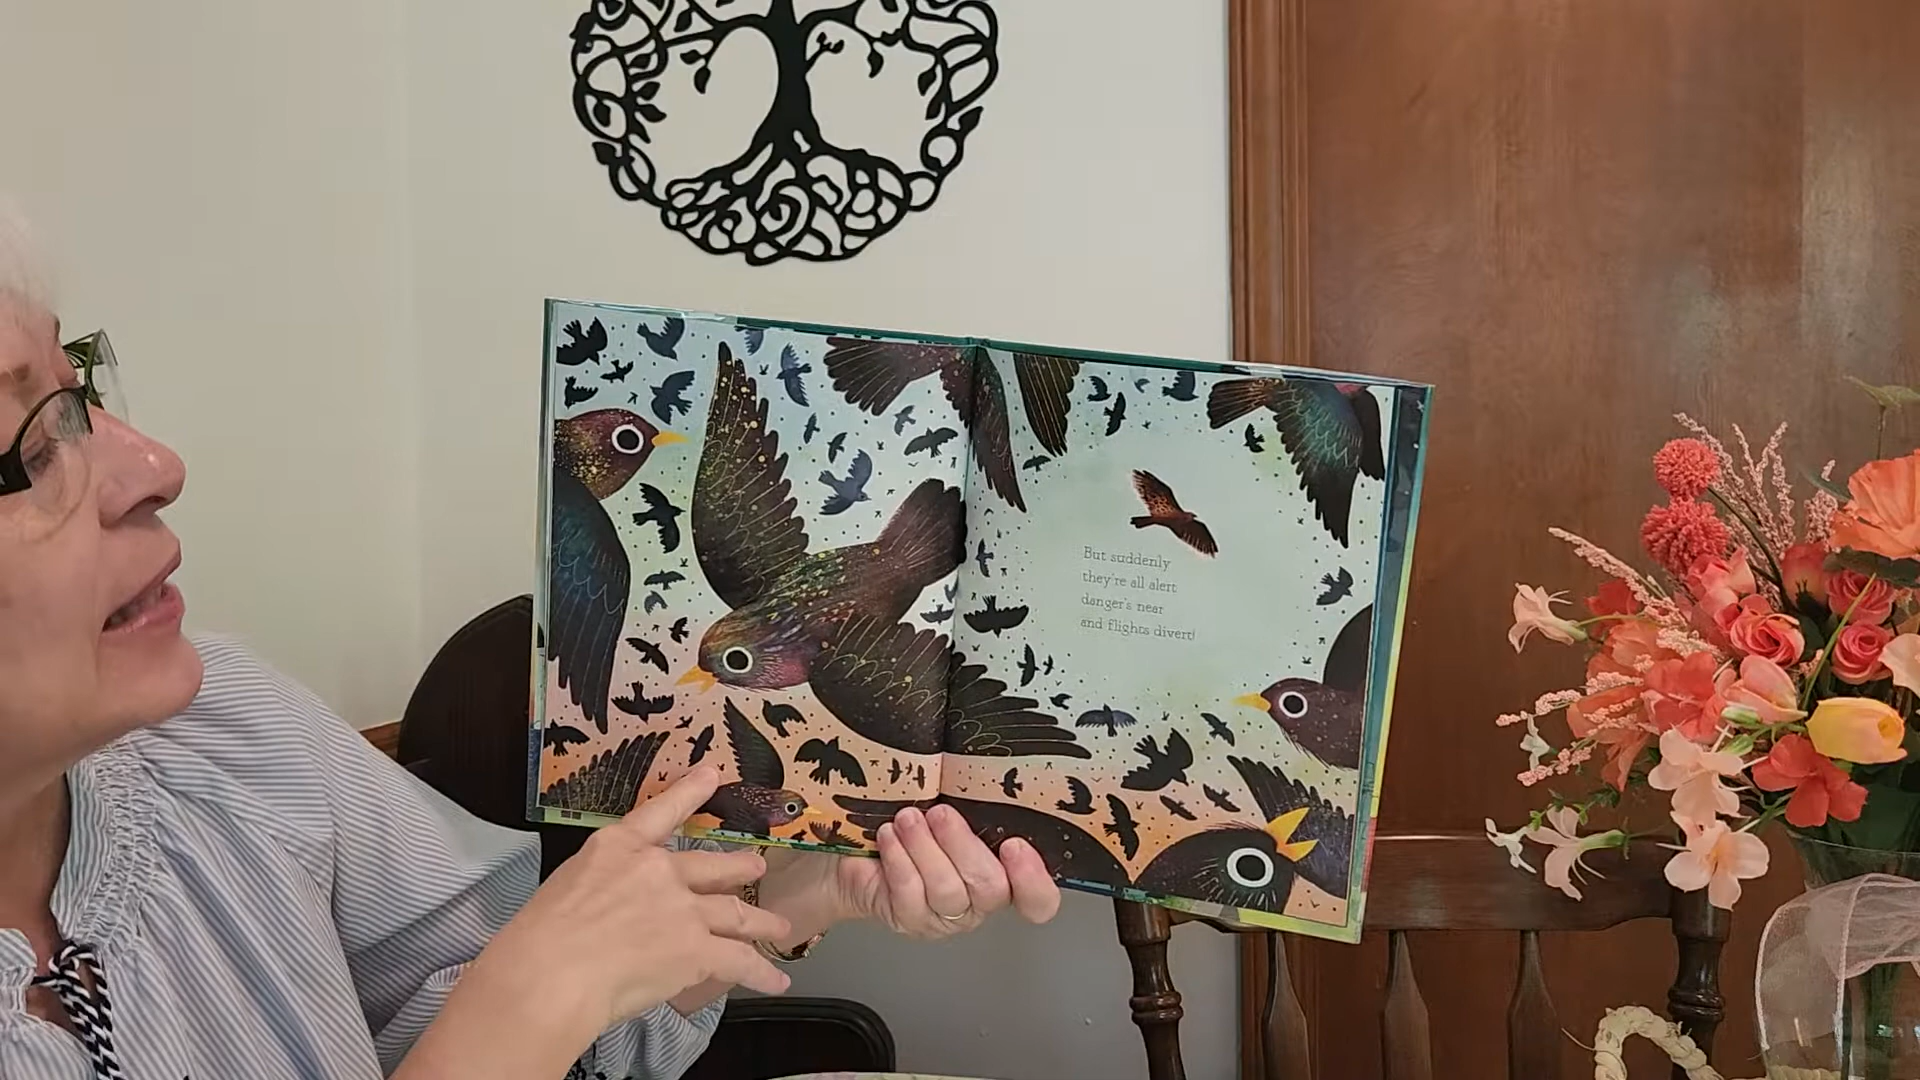 But suddenly
they're all alert
danger's near
and flights divert!